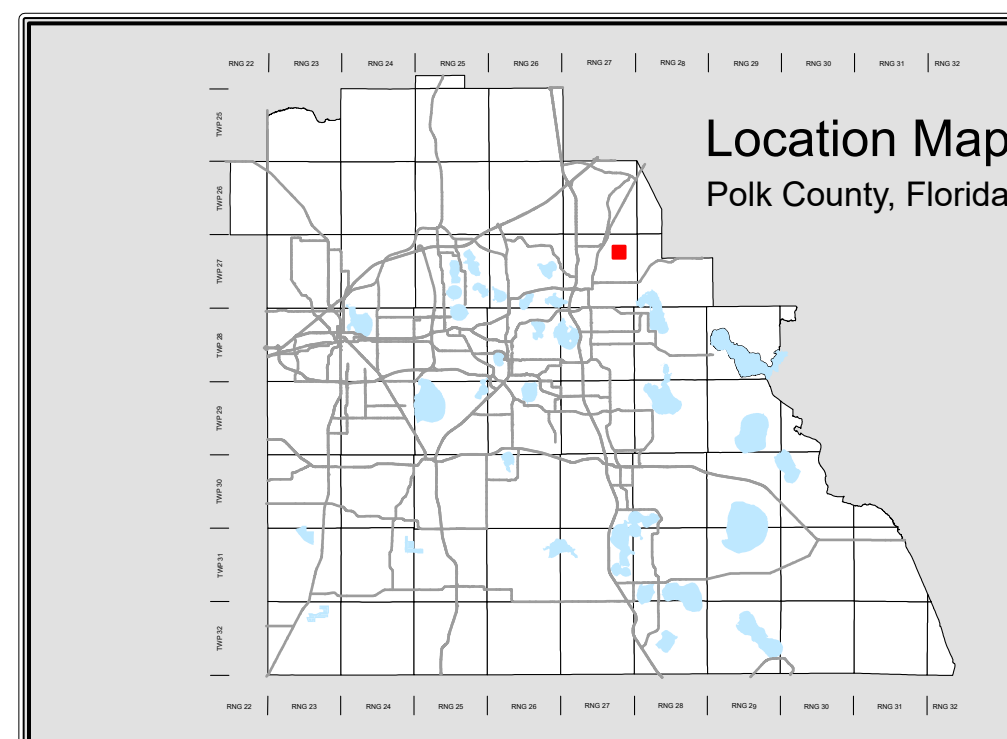 RNG 22 RNG 23 RNG 24 RNG 25 RNG 26 RNG 27 RNG 28 RNG 29 RNG 30 RNG 31 RNG 32
Location Map
Polk County, Florida
TWP 25
TWP 26
TWP 27
TWP 28
TWP 29
TWP 30
TWP 31
TWP 32
RNG 22 RNG 23 RNG 24 RNG 25 RNG 26 RNG 27 RNG 28 RNG 29 RNG 30 RNG 31 RNG 32